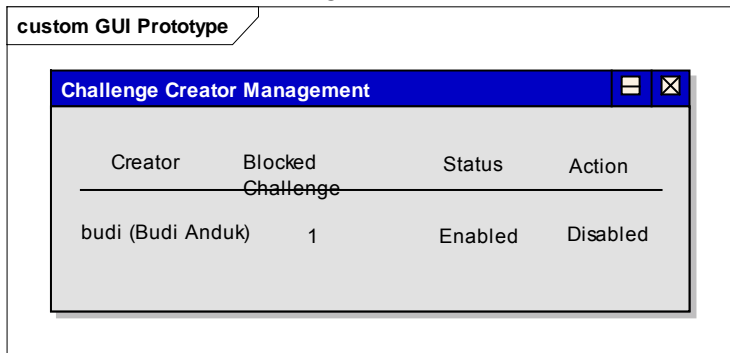 custom GUI Prototype
Challenge Creator Management
Creator Blocked Challenge Status Action
budi (Budi Anduk) 1 Enabled Disabled